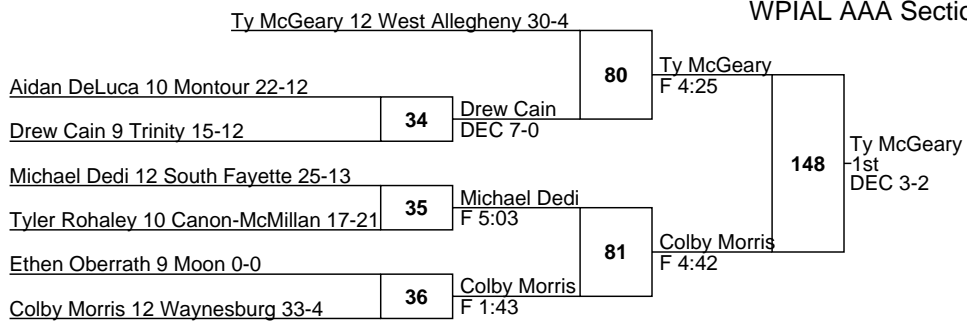 WPIAL AAA Sectio
Ty McGeary 12 West Allegheny 30-4
80
Ty McGeary
F 4:25
Aidan DeLuca 10 Montour 22-12
34
Drew Cain
DEC 7-0
Drew Cain 9 Trinity 15-12
148
Ty McGeary
1st
DEC 3-2
Michael Dedi 12 South Fayette 25-13
35
Michael Dedi
F 5:03
Tyler Rohaley 10 Canon-McMillan 17-21
81
Colby Morris
F 4:42
Ethen Oberrath 9 Moon 0-0
36
Colby Morris
F 1:43
Colby Morris 12 Waynesburg 33-4